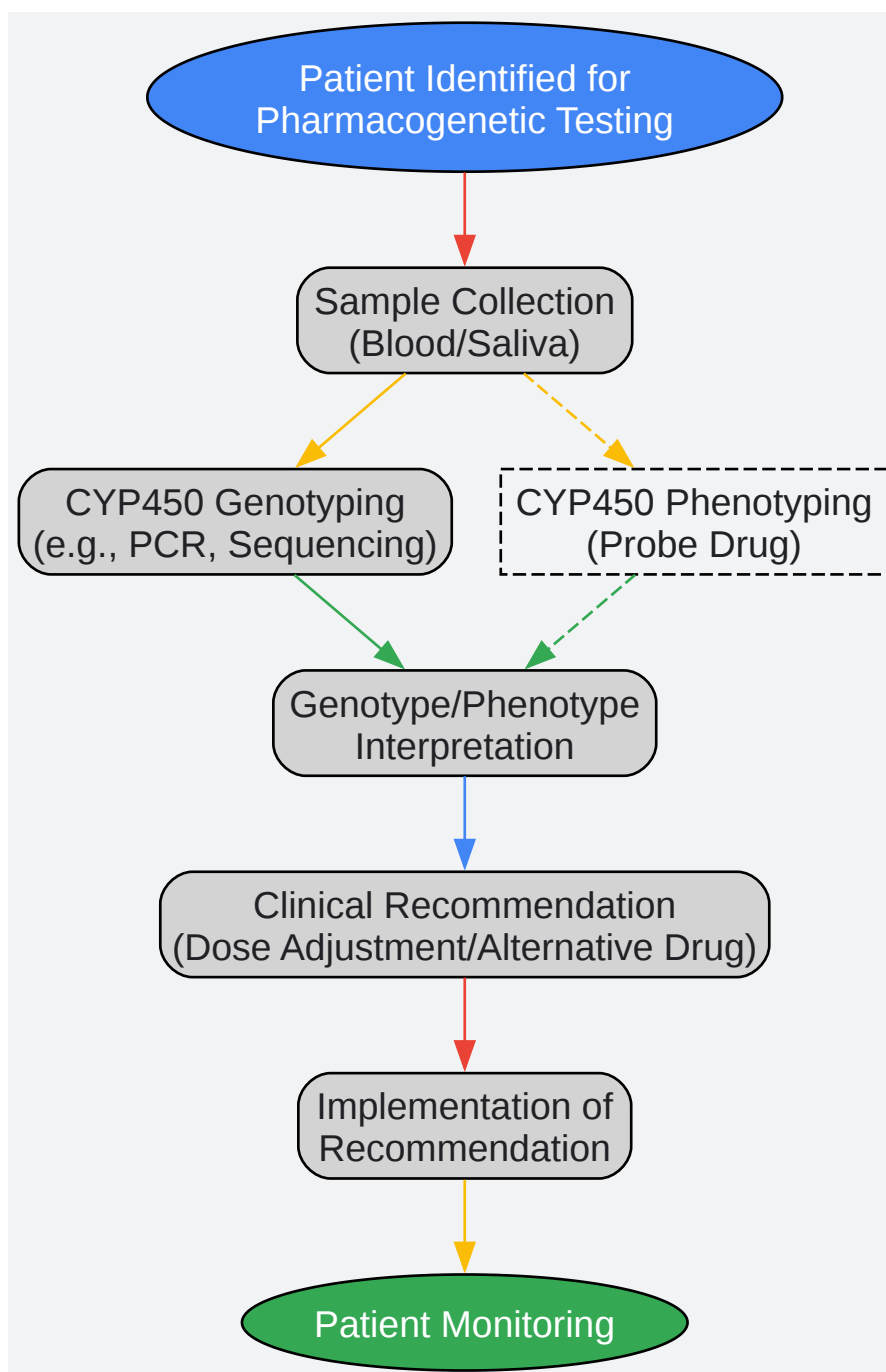 Patient Identified for
Pharmacogenetic Testing
Sample Collection
(Blood/Saliva)
CYP450 Genotyping
(e.g., PCR, Sequencing)
CYP450 Phenotyping
(Probe Drug)
Genotype/Phenotype
Interpretation
Clinical Recommendation
(Dose Adjustment/Alternative Drug)
Implementation of
Recommendation
Patient Monitoring